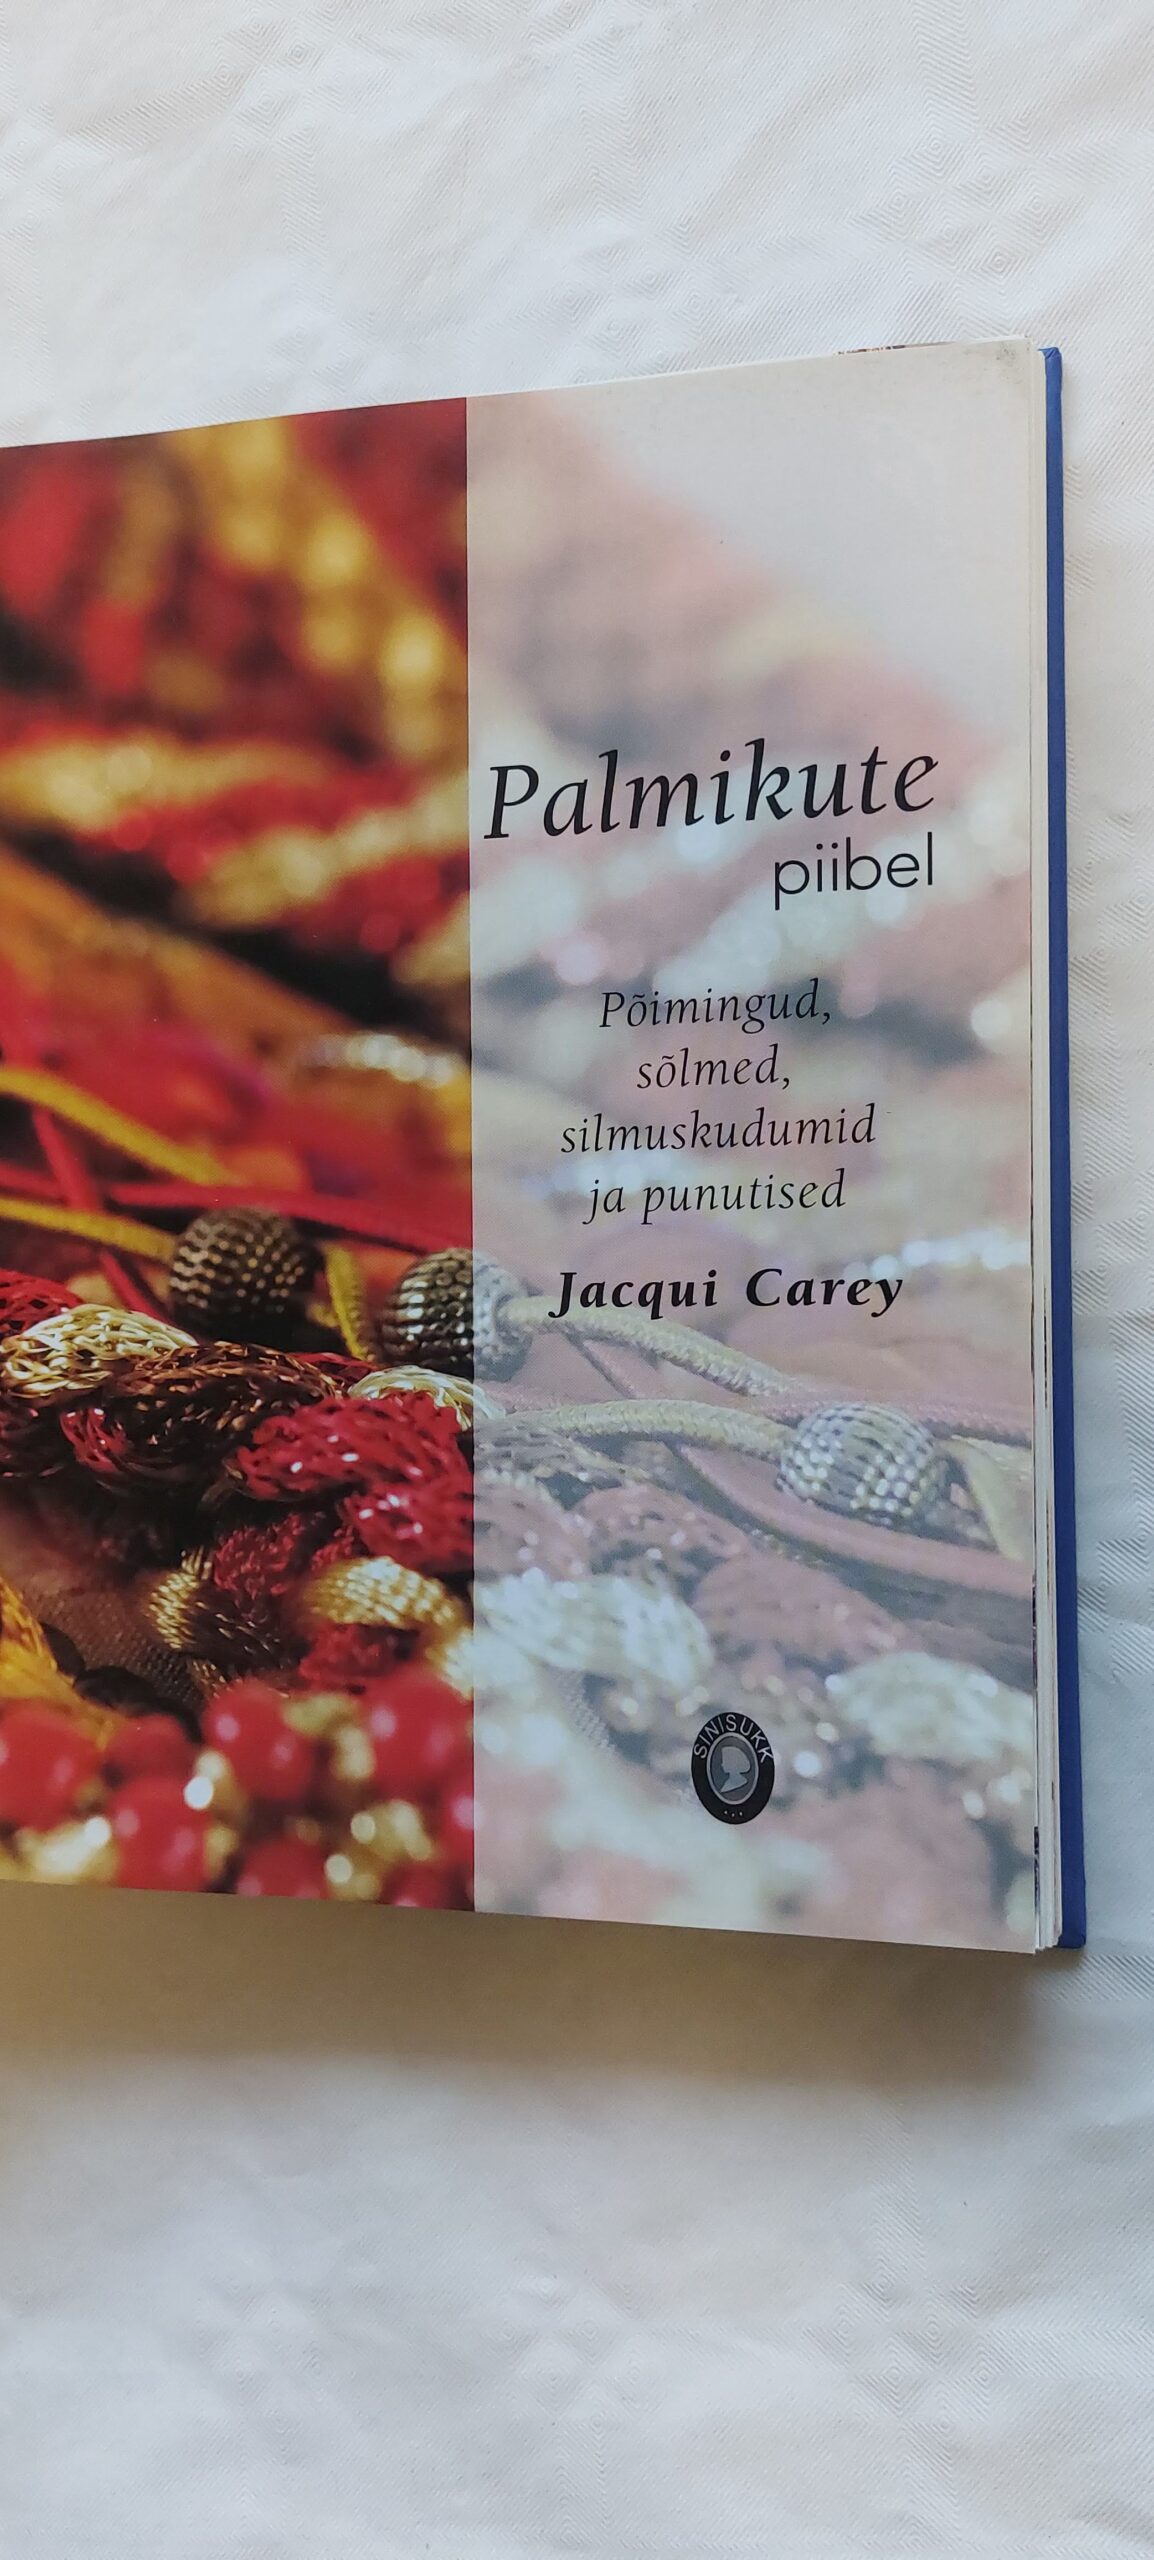 Palmikute
piibel
Põimingud,
sõlmed,
silmuskudumid
ja punutised
Jacqui Carey
SINISUKK